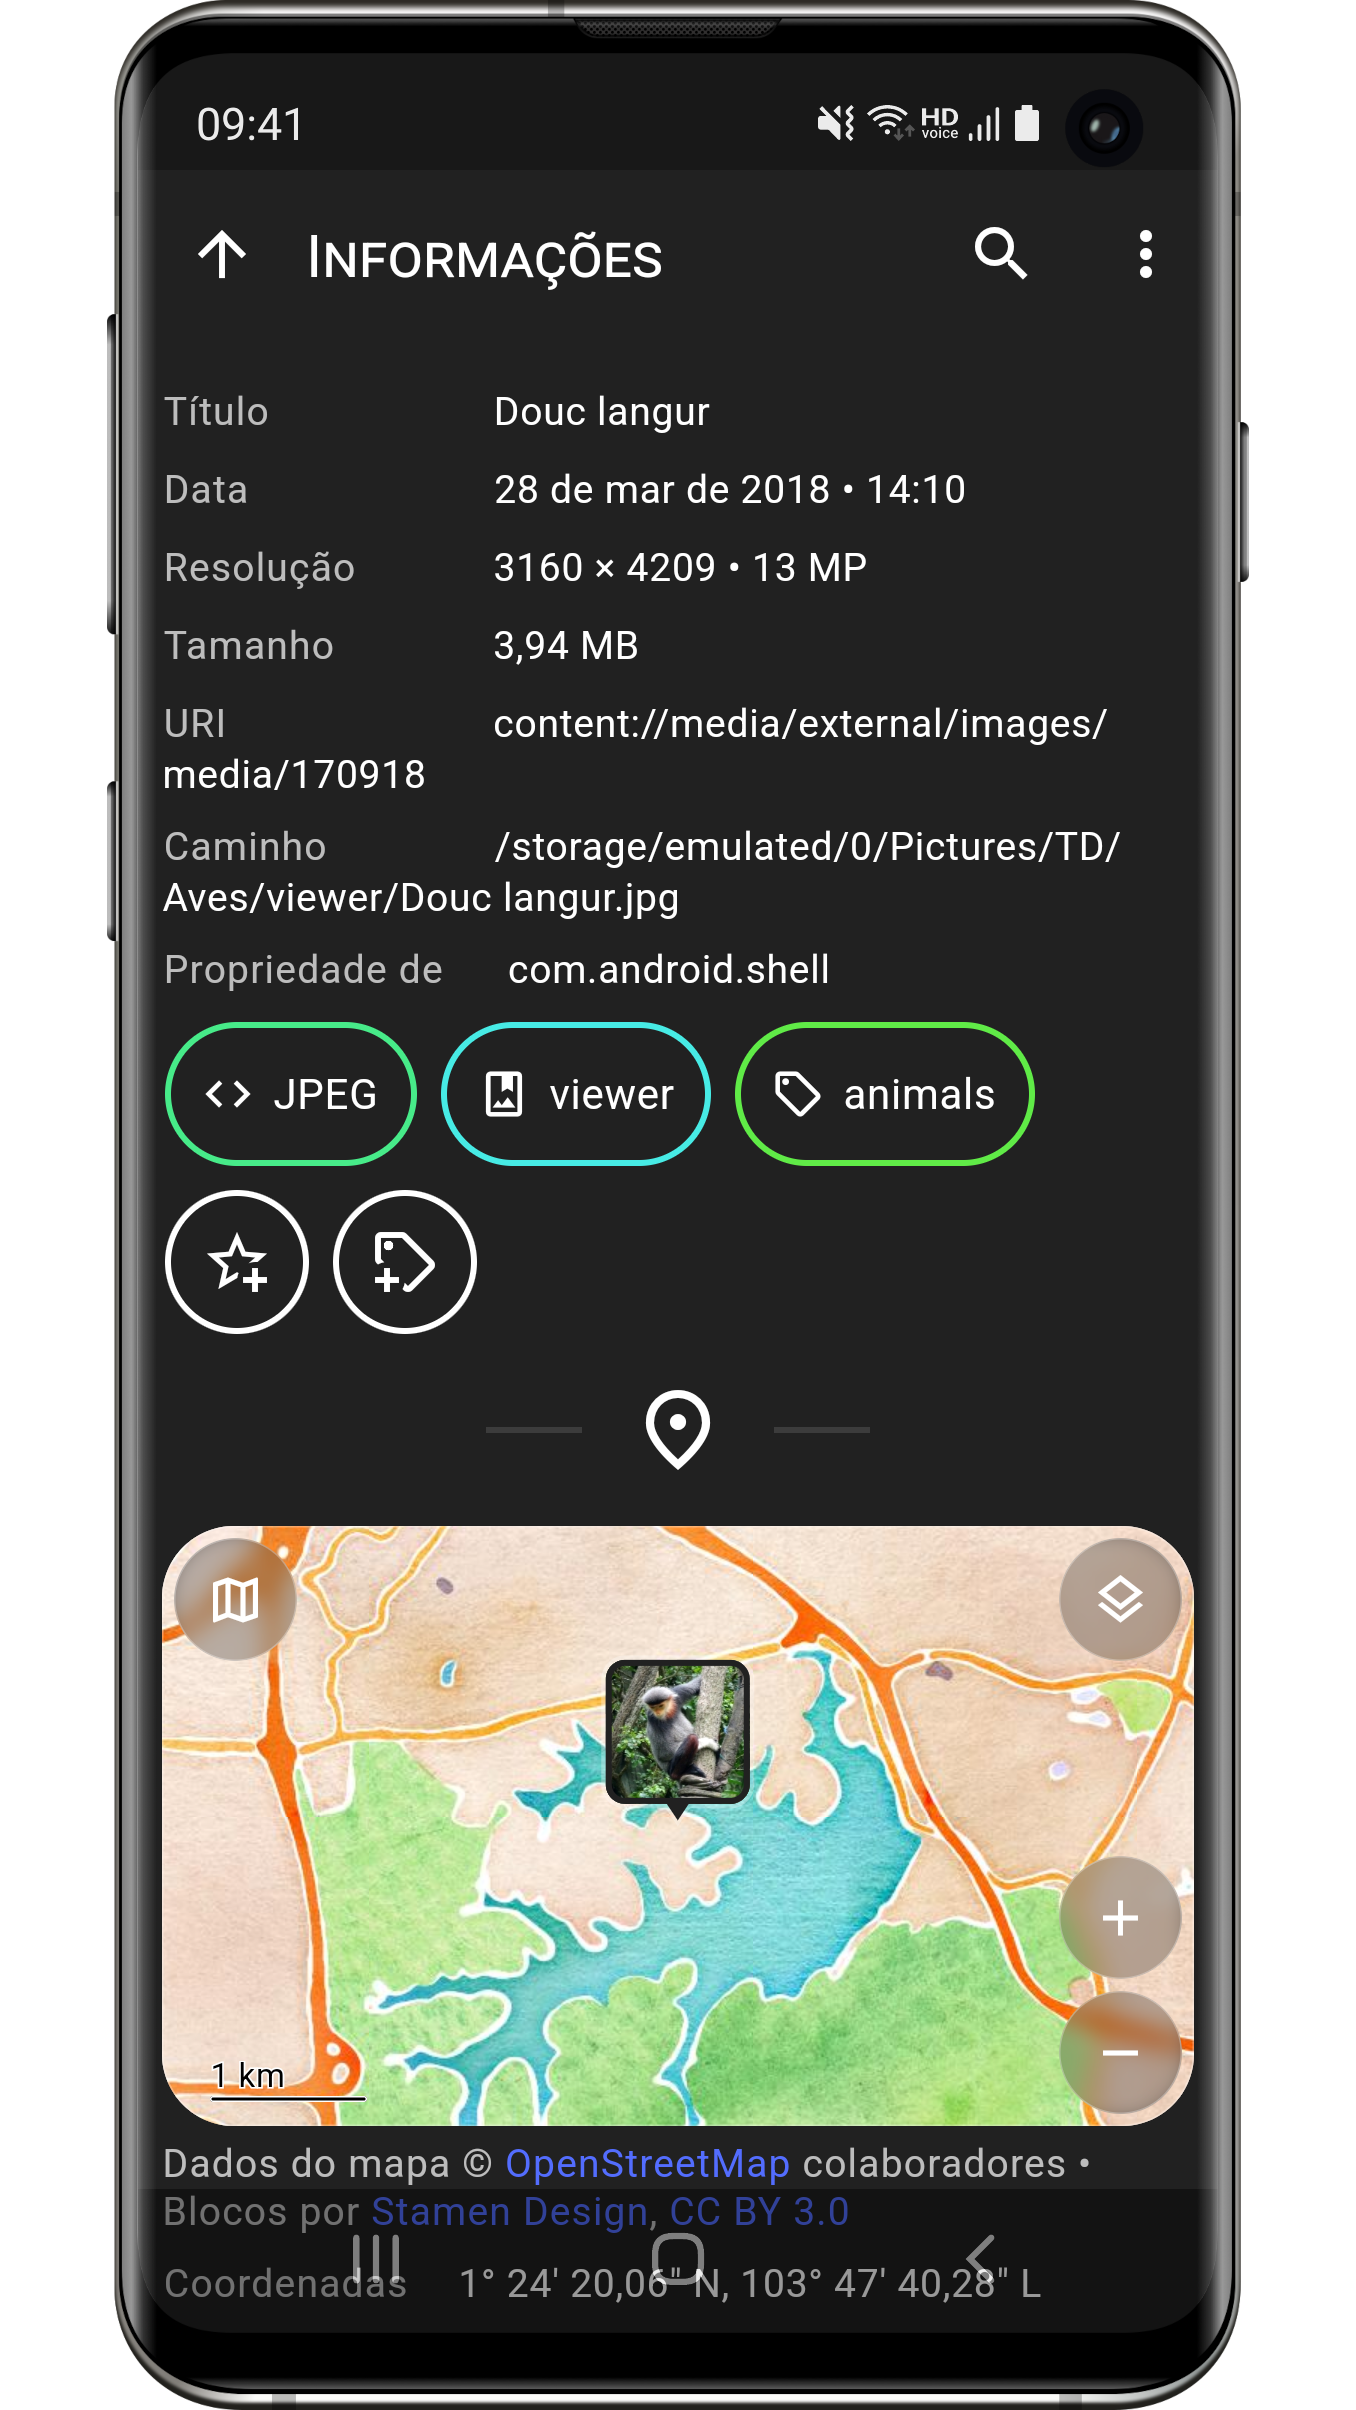 09:41
HD
voice
INFORMAÇÕES
Título Douc langur
Data 28 de mar de 2018 • 14:10
Resolução 3160 × 4209 • 13 MP
Tamanho 3,94 MB
URI content://media/external/images/
media/170918
Caminho /storage/emulated/0/Pictures/TD/
Aves/viewer/Douc langur.jpg
Propriedade de com.android.shell
JPEG viewer animals
1 km
Dados do mapa © OpenStreetMap colaboradores •
Blocos por Stamen Design, CC BY 3.0
Coordenadas 1° 24' 20,06" N, 103° 47' 40,28" L